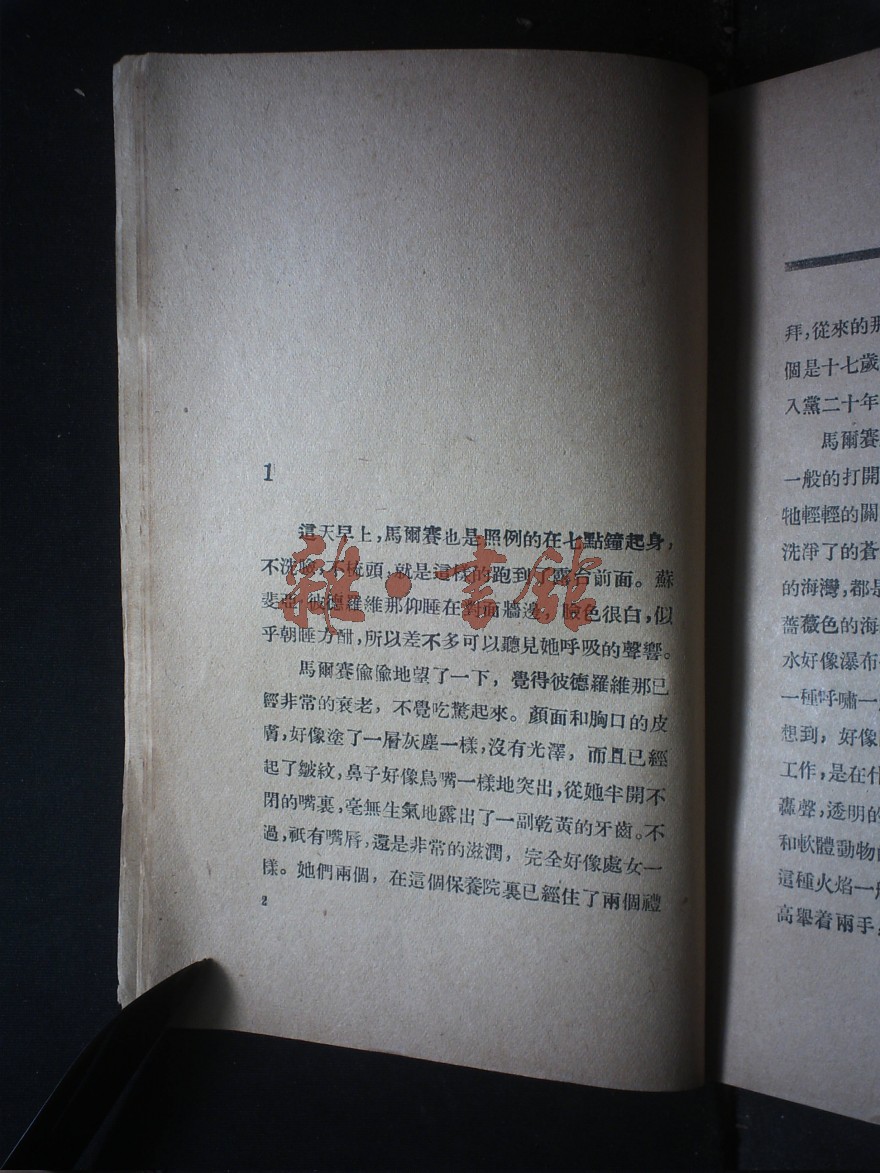 1
這天早上，馬爾賽也是照例的在七點鐘起身，
不洗臉，不梳頭，就是這樣的跑到了露台前面。蘇
斐亞·彼德羅維那仰睡在對面牆邊，臉色很白，似
乎朝睡方酣，所以差不多可以聽見她呼吸的聲響。
馬爾賽偷偷地望了一下，覺得彼德羅維那已
經非常的衰老，不覺吃驚起來。顏面和胸口的皮
膚，好像塗了一層灰塵一樣，沒有光澤，而且已經
起了皺紋，鼻子好像鳥嘴一樣地突出，從她半開不
閉的嘴裏，毫無生氣地露出了一副乾黃的牙齒。不
過，祇有嘴唇，還是非常的滋潤，完全好像處女一
樣。她們兩個，在這個保養院裏已經住了兩個禮
2
拜，從來的那
個是十七歲
入黨二十年
馬爾賽
一般的打開
牠輕輕的關
洗淨了的蒼
的海灣，都是
薔薇色的海
水好像瀑布
一種呼嘯一
想到，好像
工作，是在什
轟聲，透明的
和軟體動物
這種火焰一般
高舉着兩手，
雜·書館